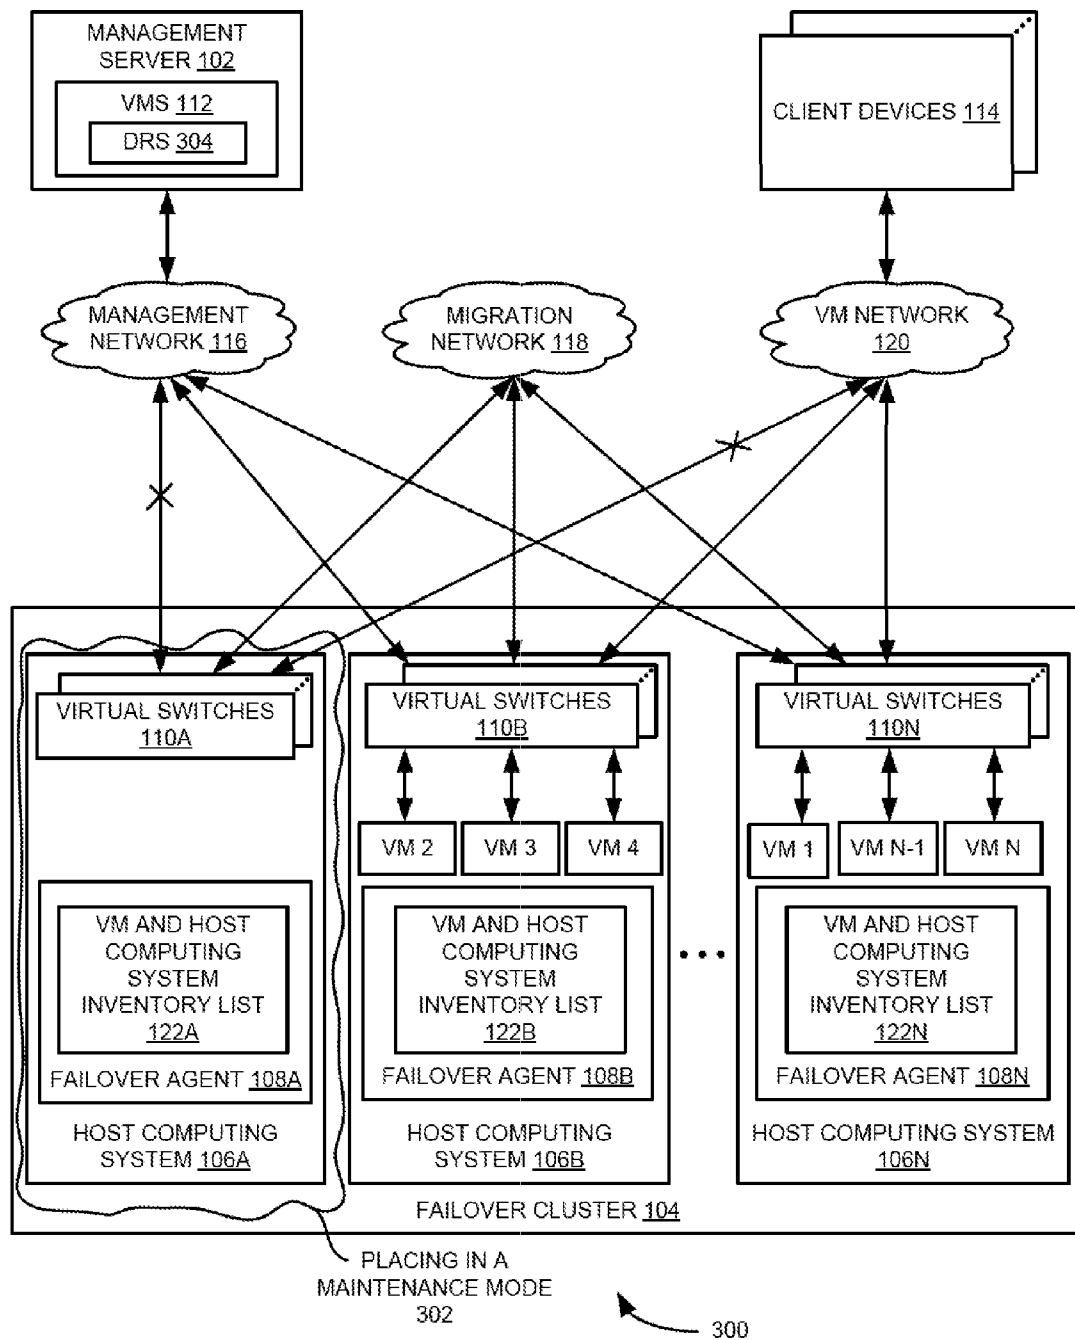 MANAGEMENT
SERVER 102
VMS 112
DRS 304
CLIENT DEVICES 114
MANAGEMENT
NETWORK 116
MIGRATION
NETWORK 118
VM NETWORK
120
VIRTUAL SWITCHES
110A
VIRTUAL SWITCHES
110B
VIRTUAL SWITCHES
110N
VM 2
VM 3
VM 4
VM 1
VM N-1
VM N
VM AND HOST
COMPUTING
SYSTEM
INVENTORY LIST
122A
FAILOVER AGENT 108A
HOST COMPUTING
SYSTEM 106A
VM AND HOST
COMPUTING
SYSTEM
INVENTORY LIST
122B
FAILOVER AGENT 108B
HOST COMPUTING
SYSTEM 106B
VM AND HOST
COMPUTING
SYSTEM
INVENTORY LIST
122N
FAILOVER AGENT 108N
HOST COMPUTING SYSTEM
106N
FAILOVER CLUSTER 104
PLACING IN A
MAINTENANCE MODE
302
300